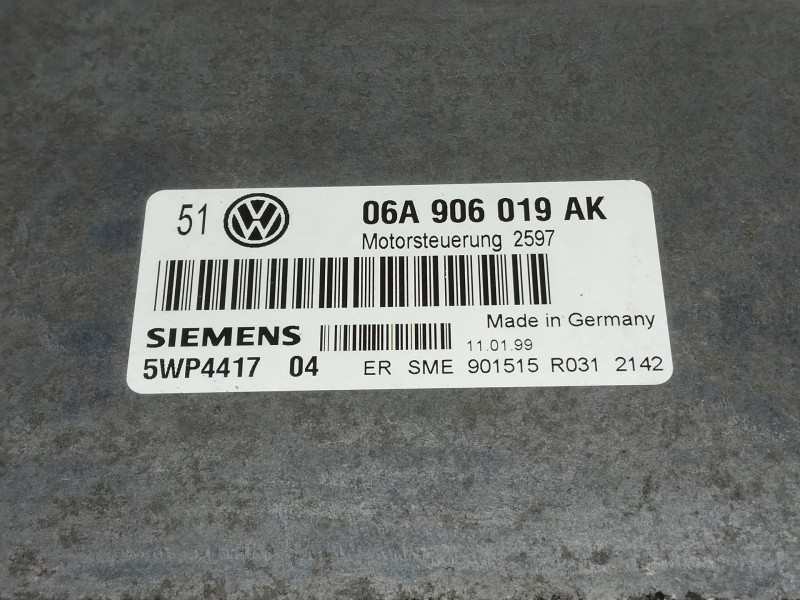 51 06A 906 019 AK
Motorsteuerung 2597
Made in Germany
SIEMENS 11.01.99
5WP4417 04 ER SME 901515 R031 2142